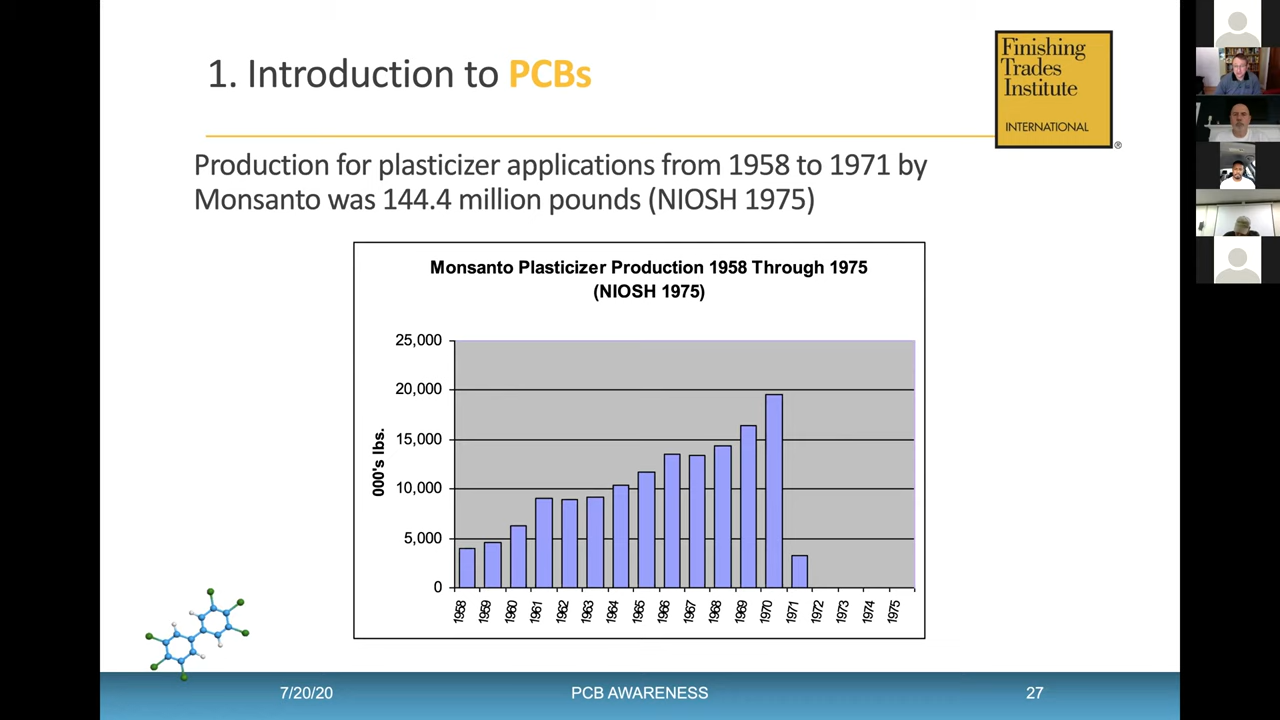 1. Introduction to PCBs
Finishing
Trades
Institute
INTERNATIONAL
®
Production for plasticizer applications from 1958 to 1971 by
Monsanto was 144.4 million pounds (NIOSH 1975)
Monsanto Plasticizer Production 1958 Through 1975
(NIOSH 1975)
25,000
20,000
15,000
10,000
5,000
0
000's lbs.
1958 1959 1960 1961 1962 1963 1964 1965 1966 1967 1968 1969 1970 1971 1972 1973 1974 1975
7/20/20 PCB AWARENESS 27